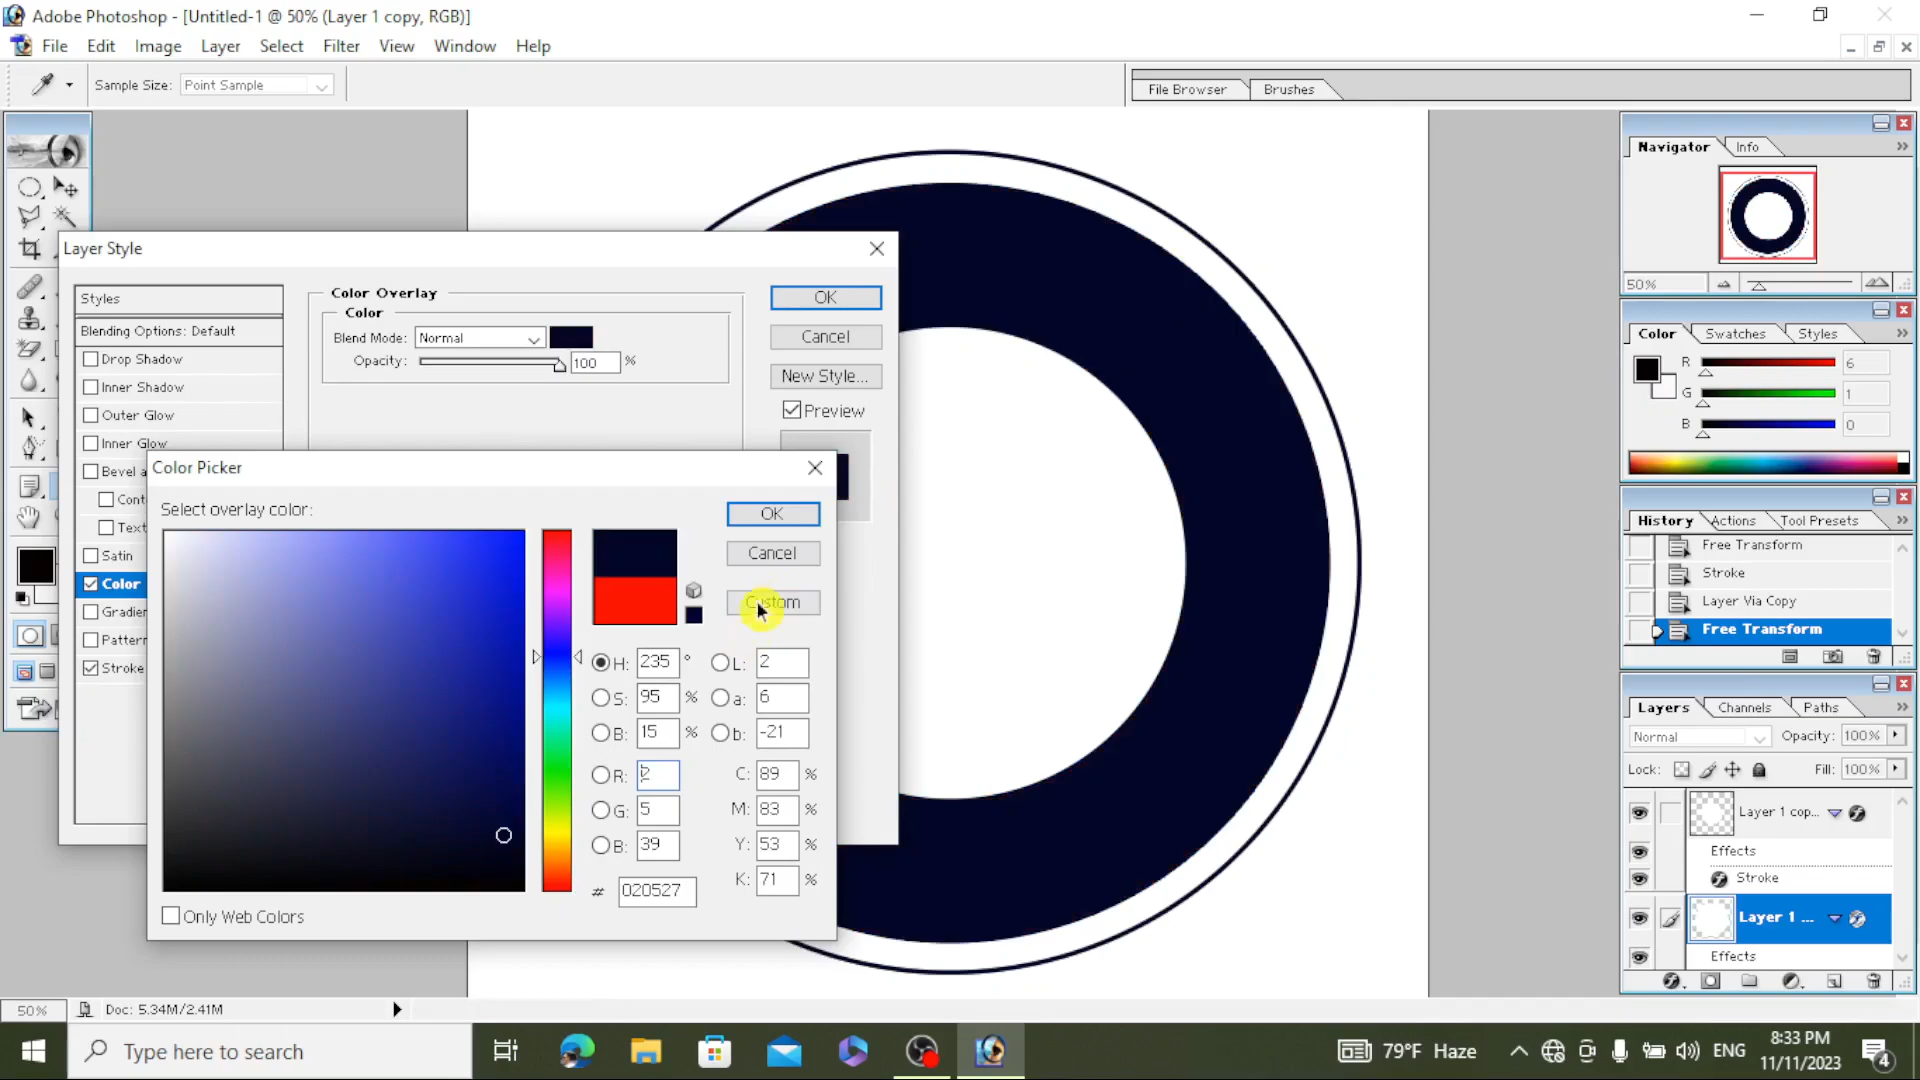 Adobe Photoshop - [Untitled-1 @ 50% (Layer 1 copy, RGB)]
File Edit Image Layer Select Filter View Window Help
Sample Size: Point Sample
File Browser Brushes
Navigator Info
50%
Layer Style
Styles
Blending Options: Default
Drop Shadow
Inner Shadow
Outer Glow
Inner Glow
Bevel a
Cont
Text
Satin
Color
Gradien
Pattern
Stroke
Color Overlay
Color
Blend Mode: Normal
Opacity: 100 %
OK
Cancel
New Style...
Preview
Color Picker
Select overlay color:
OK
Cancel
Custom
H: 235 ° L: 2
S: 95 % a: 6
B: 15 % b: -21
R: 2 C: 89 %
G: 5 M: 83 %
B: 39 Y: 53 %
# 020527 K: 71 %
Only Web Colors
Color Swatches Styles
R 6
G 1
B 0
History Actions Tool Presets
Free Transform
Stroke
Layer Via Copy
Free Transform
Layers Channels Paths
Normal Opacity: 100%
Lock: Fill: 100%
Layer 1 cop...
Effects
Stroke
Layer 1 ...
Effects
50% Doc: 5.34M/2.41M
Type here to search
79°F Haze
ENG
8:33 PM
11/11/2023
4